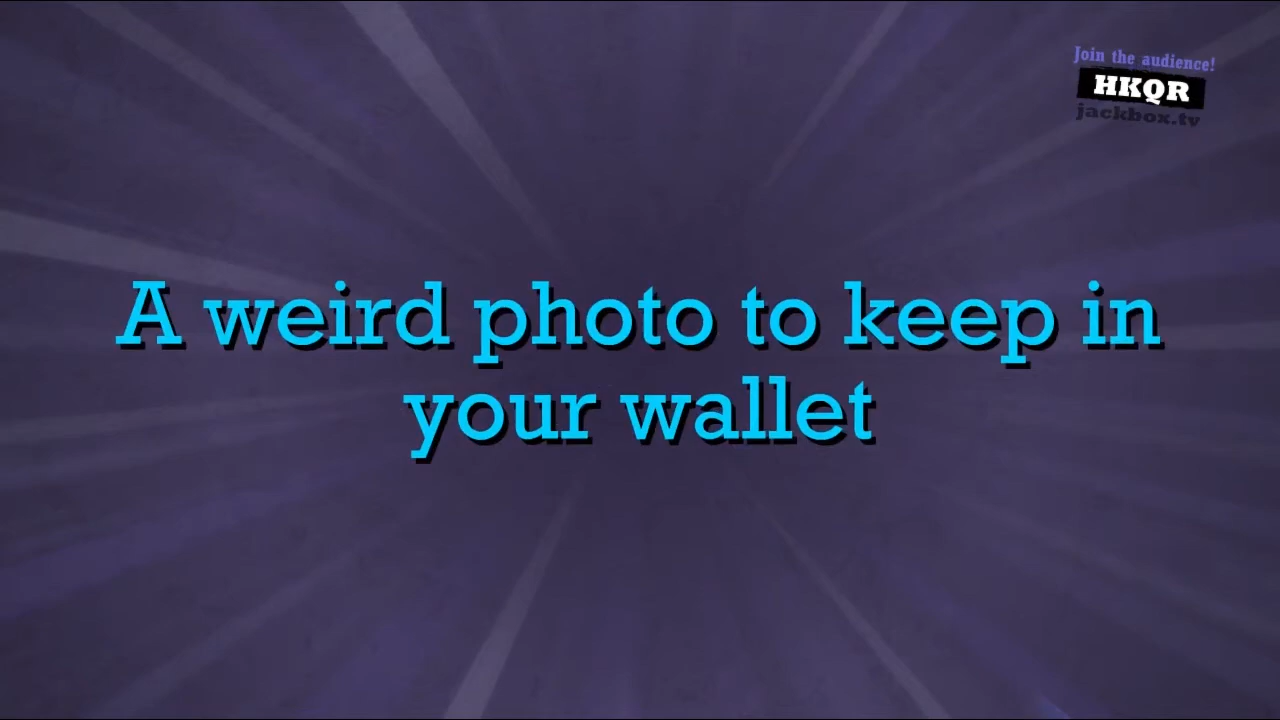 Join the audience!
HKQR
jackbox.tv
A weird photo to keep in
your wallet